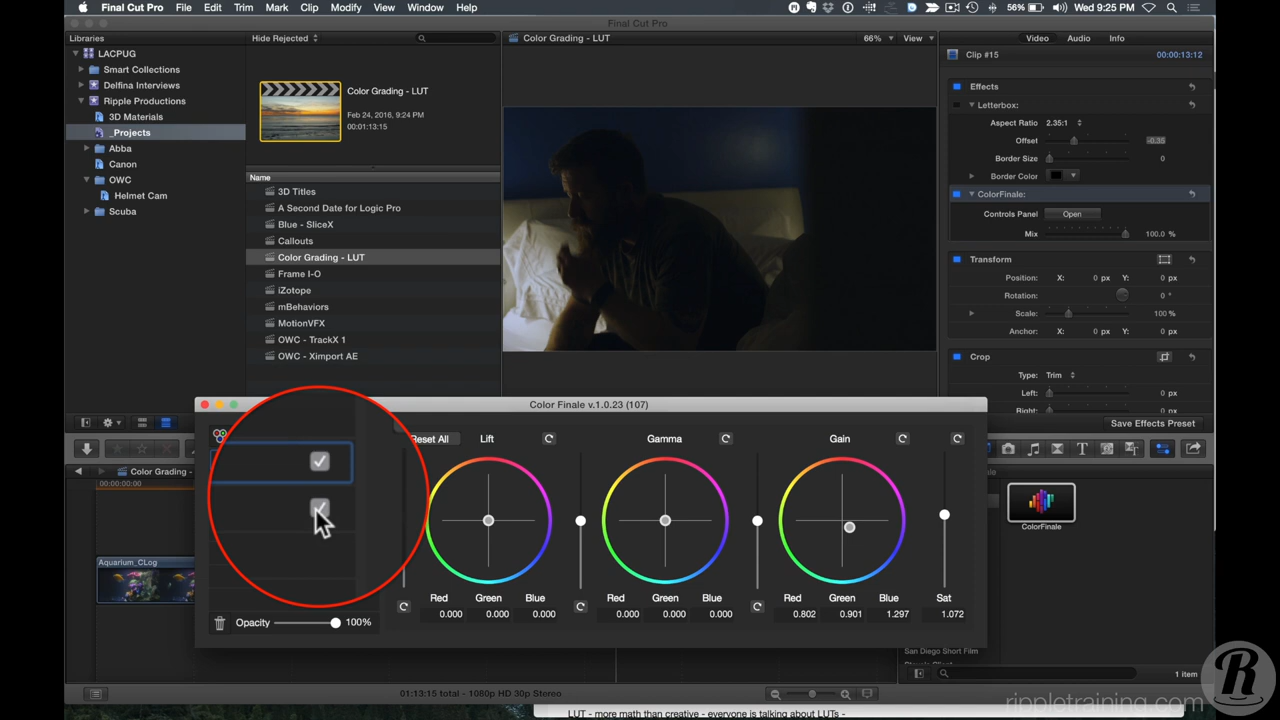 Final Cut Pro File Edit Trim Mark Clip Modify View Window Help 56% Wed 9:25 PM
Final Cut Pro
Libraries
LACPUG
Smart Collections
Delfina Interviews
Ripple Productions
3D Materials
_Projects
Abba
Canon
OWC
Helmet Cam
Scuba
Hide Rejected
Color Grading - LUT
Feb 24, 2016, 9:24 PM
00:01:13:15
Name
3D Titles
A Second Date for Logic Pro
Blue - SliceX
Callouts
Color Grading - LUT
Frame I-O
iZotope
mBehaviors
MotionVFX
OWC - TrackX 1
OWC - Ximport AE
Color Grading - LUT 66% View
Video Audio Info
Clip #15 00:00:13:12
Effects
Letterbox:
Aspect Ratio 2.35:1
Offset -0.35
Border Size 0
Border Color
ColorFinale:
Controls Panel Open
Mix 100.0 %
Transform
Position: X: 0 px Y: 0 px
Rotation: 0 °
Scale: 100 %
Anchor: X: 0 px Y: 0 px
Crop
Type: Trim
Left: 0 px
Right: 0 px
Save Effects Preset
Color Finale v.1.0.23 (107)
Reset All Lift Gamma Gain
Red Green Blue Red Green Blue Red Green Blue Sat
0.000 0.000 0.000 0.000 0.000 0.000 0.802 0.901 1.297 1.072
Opacity 100%
Color Grading -
00:00:00:00
Aquarium_CLog
ColorFinale
San Diego Short Film
1 item
01:13:15 total - 1080p HD 30p Stereo
R
rippletraining.com
LUT - more math than creative - everyone is talking about LUTs -